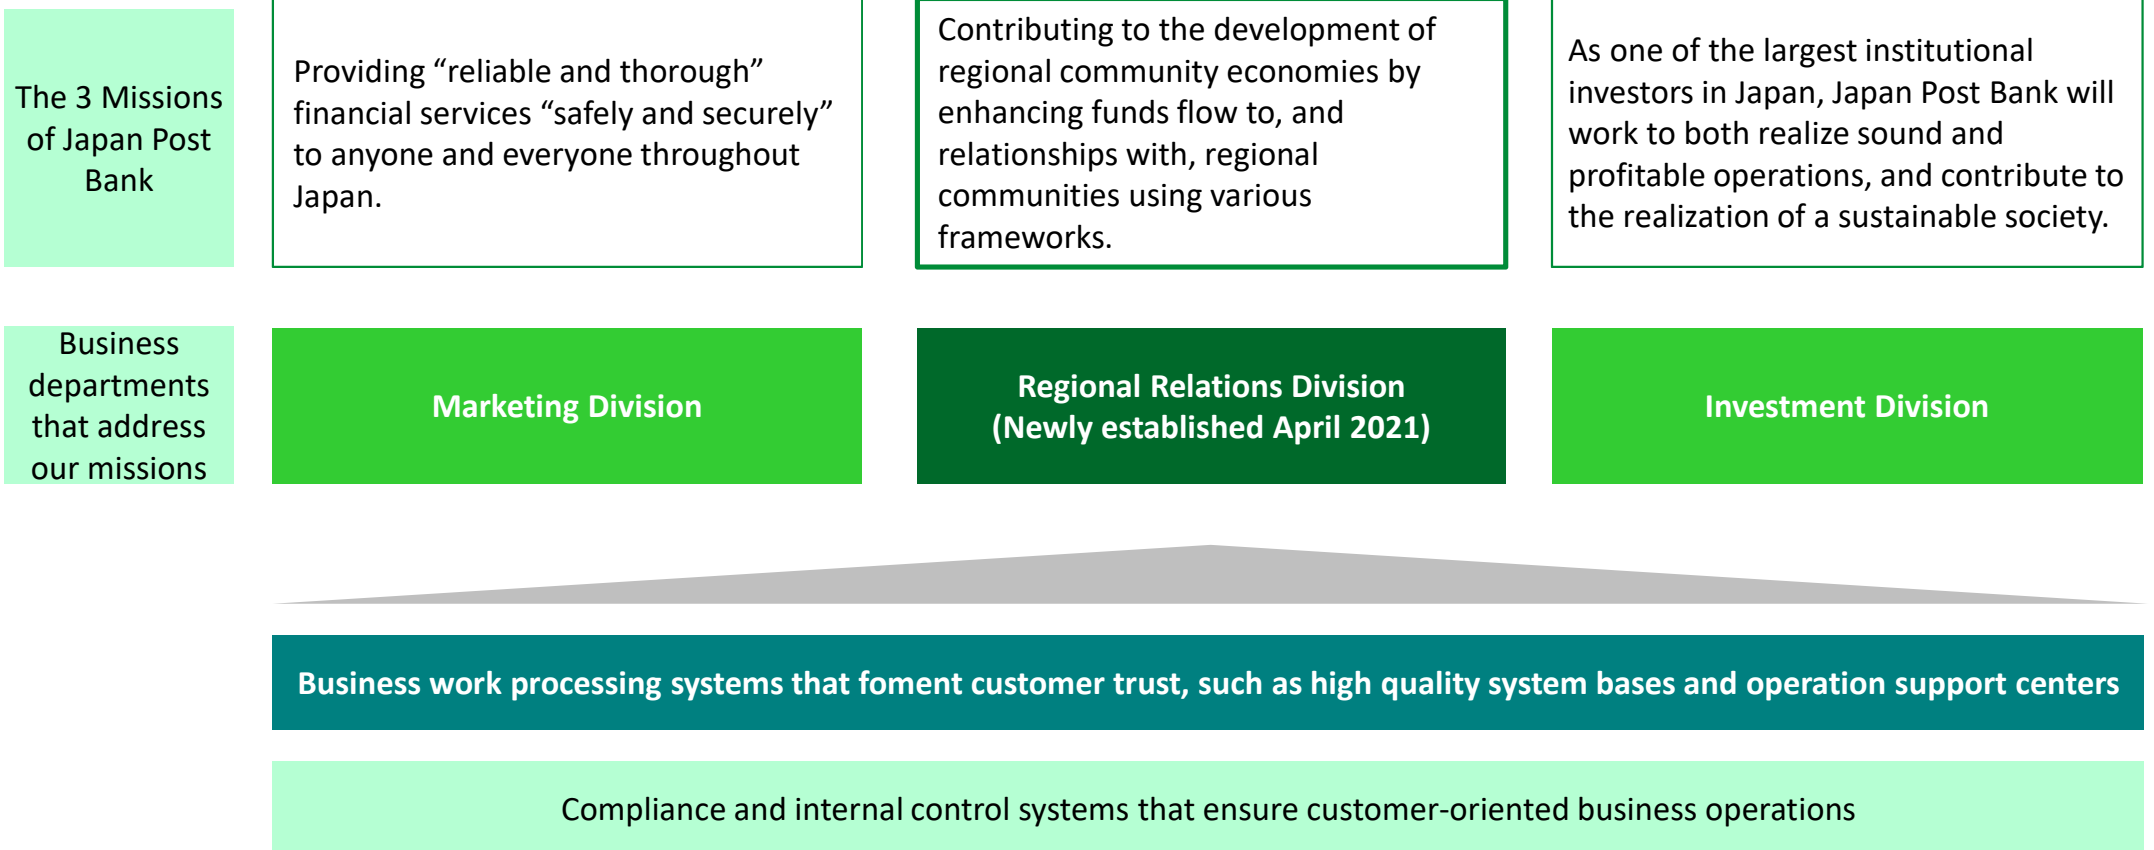 The 3 Missions
of Japan Post
Bank
Providing “reliable and thorough”
financial services “safely and securely”
to anyone and everyone throughout
Japan.
Contributing to the development of
regional community economies by
enhancing funds flow to, and
relationships with, regional
communities using various
frameworks.
As one of the largest institutional
investors in Japan, Japan Post Bank will
work to both realize sound and
profitable operations, and contribute to
the realization of a sustainable society.
Business
departments
that address
our missions
Marketing Division
Regional Relations Division
(Newly established April 2021)
Investment Division
Business work processing systems that foment customer trust, such as high quality system bases and operation support centers
Compliance and internal control systems that ensure customer-oriented business operations